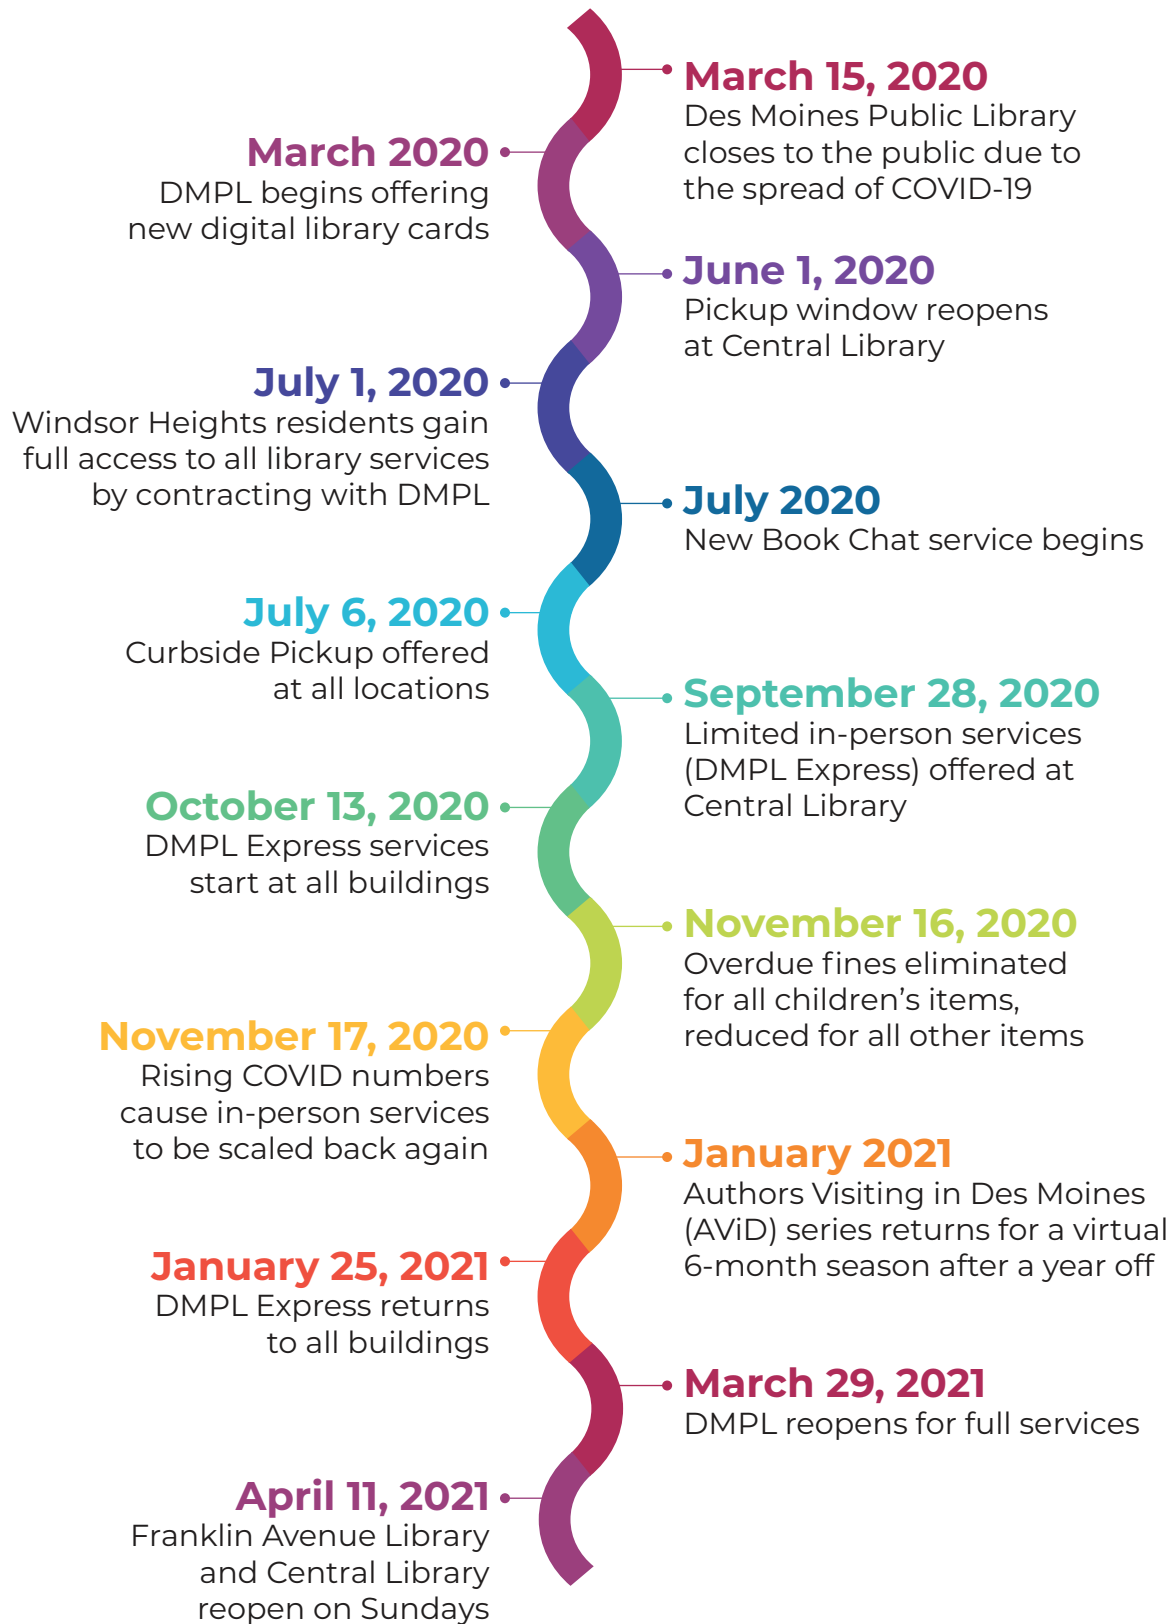 March 15, 2020
Des Moines Public Library
closes to the public due to
the spread of COVID-19
March 2020
DMPL begins offering
new digital library cards
June 1, 2020
Pickup window reopens
at Central Library
July 1, 2020
Windsor Heights residents gain
full access to all library services
by contracting with DMPL
July 2020
New Book Chat service begins
July 6, 2020
Curbside Pickup offered
at all locations
September 28, 2020
Limited in-person services
(DMPL Express) offered at
Central Library
October 13, 2020
DMPL Express services
start at all buildings
November 16, 2020
Overdue fines eliminated
for all children’s items,
reduced for all other items
November 17, 2020
Rising COVID numbers
cause in-person services
to be scaled back again
January 2021
Authors Visiting in Des Moines
(AViD) series returns for a virtual
6-month season after a year off
January 25, 2021
DMPL Express returns
to all buildings
March 29, 2021
DMPL reopens for full services
April 11, 2021
Franklin Avenue Library
and Central Library
reopen on Sundays